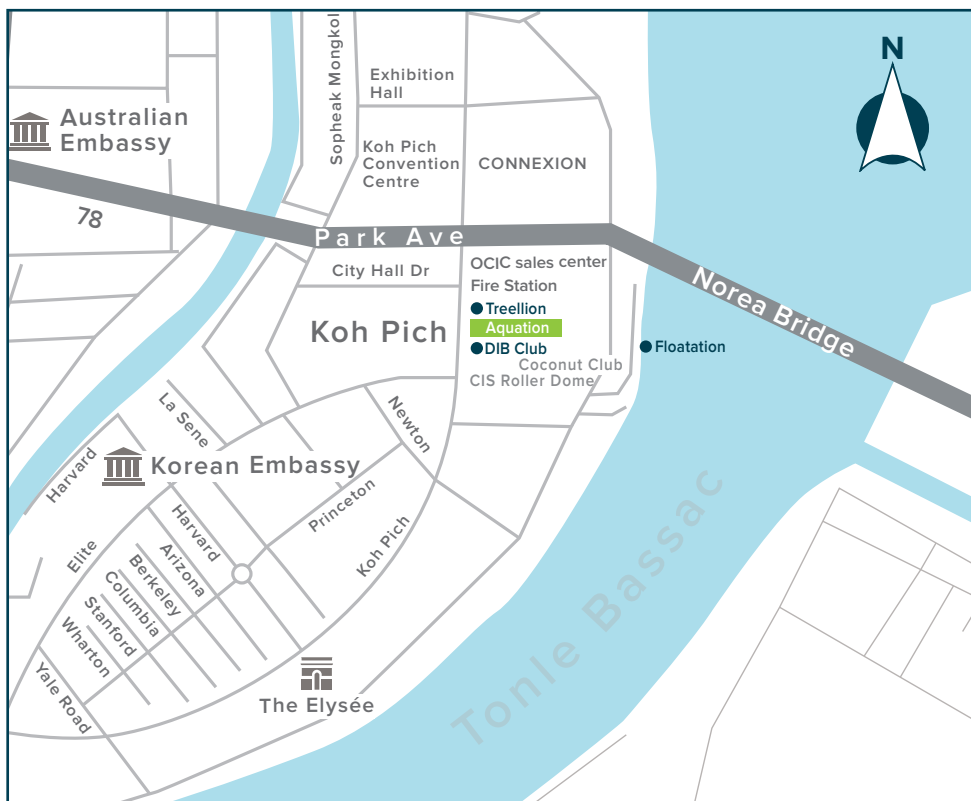 N
Sopheak Mongkol
Exhibition
Hall
Australian
Embassy
Koh Pich
Convention
Centre
CONNEXION
78
Park Ave
City Hall Dr
OCIC sales center
Fire Station
Treellion
Aquation
DIB Club
Coconut Club
CIS Roller Dome
Koh Pich
Norea Bridge
Floatation
La Sene
Newton
Harvard
Korean Embassy
Princeton
Harvard
Koh Pich
Elite
Arizona
Berkeley
Columbia
Stanford
Wharton
Yale Road
The Elysée
Tonle Bassac